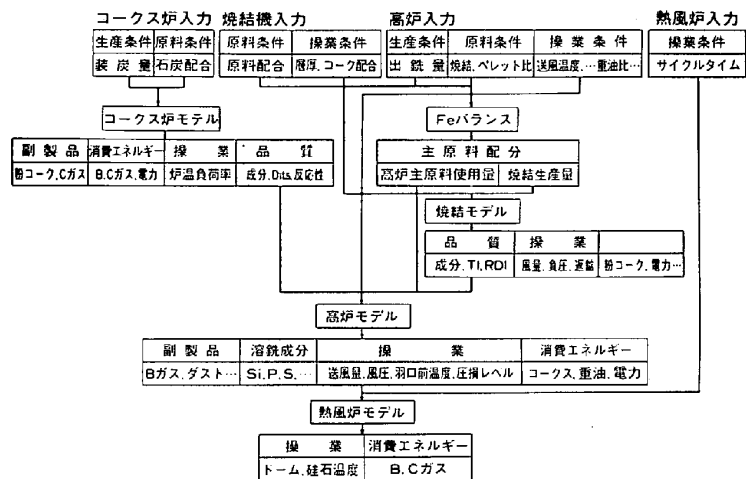 コークス炉入力 焼結機入力 高炉入力 熱風炉入力
生産条件 原料条件 原料条件 操業条件 生産条件 原料条件 操業条件 操業条件
装炭量 石炭配合 原料配合 層厚、コーク配合 出銑量 焼結、ペレット比 送風温度、…重油比… サイクルタイム
コークス炉モデル Feバランス
副製品 消費エネルギー 操業 品質 主原料配分
粉コーク、Cガス B.Cガス、電力 炉温負荷率 成分、DI15、反応性 高炉主原料使用量 焼結生産量
焼結モデル
品質 操業
成分、TI、RDI 風量、負圧、返鉱 粉コーク、電力…
高炉モデル
副製品 溶銑成分 操業 消費エネルギー
Bガス、ダスト… Si、P、S、… 送風量、風圧、羽口前温度、圧損レベル コークス、重油、電力
熱風炉モデル
操業 消費エネルギー
ドーム、硅石温度 B、Cガス